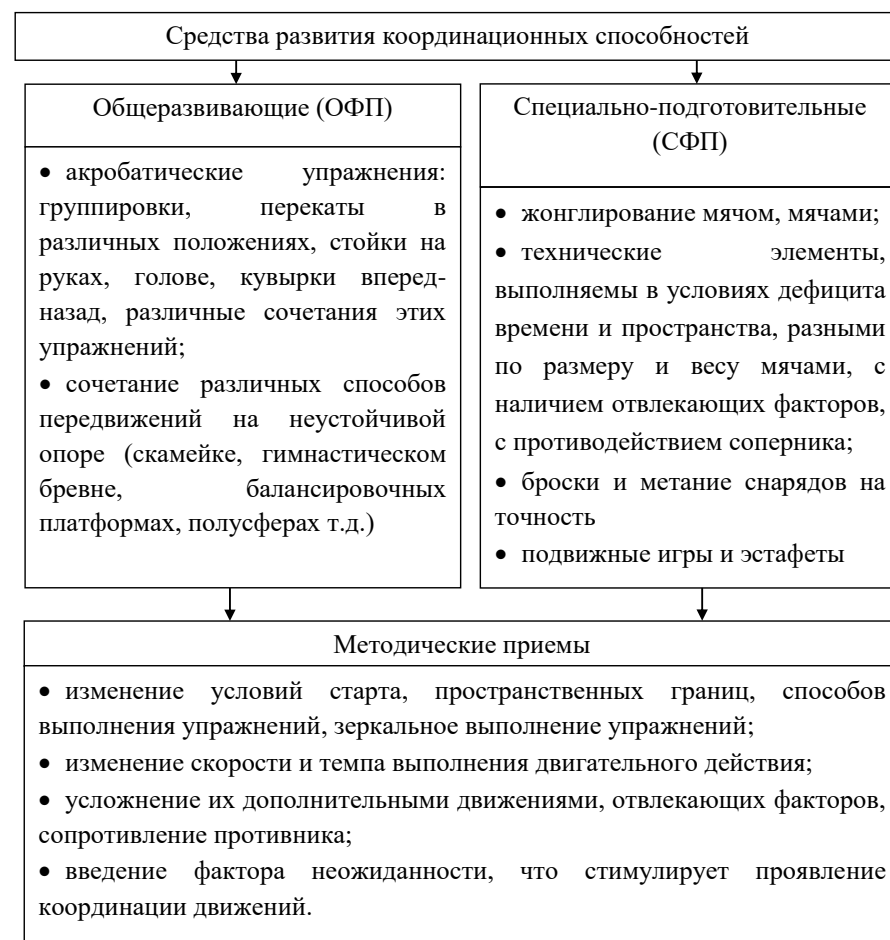 Средства развития координационных способностей
Общеразвивающие (ОФП)
• акробатические упражнения:
группировки, перекаты в
различных положениях, стойки на
руках, голове, кувырки вперед-
назад, различные сочетания этих
упражнений;
• сочетание различных способов
передвижений на неустойчивой
опоре (скамейке, гимнастическом
бревне, балансировочных
платформах, полусферах т.д.)
Специально-подготовительные
(СФП)
• жонглирование мячом, мячами;
• технические элементы,
выполняемы в условиях дефицита
времени и пространства, разными
по размеру и весу мячами, с
наличием отвлекающих факторов,
с противодействием соперника;
• броски и метание снарядов на
точность
• подвижные игры и эстафеты
Методические приемы
• изменение условий старта, пространственных границ, способов
выполнения упражнений, зеркальное выполнение упражнений;
• изменение скорости и темпа выполнения двигательного действия;
• усложнение их дополнительными движениями, отвлекающих факторов,
сопротивление противника;
• введение фактора неожиданности, что стимулирует проявление
координации движений.